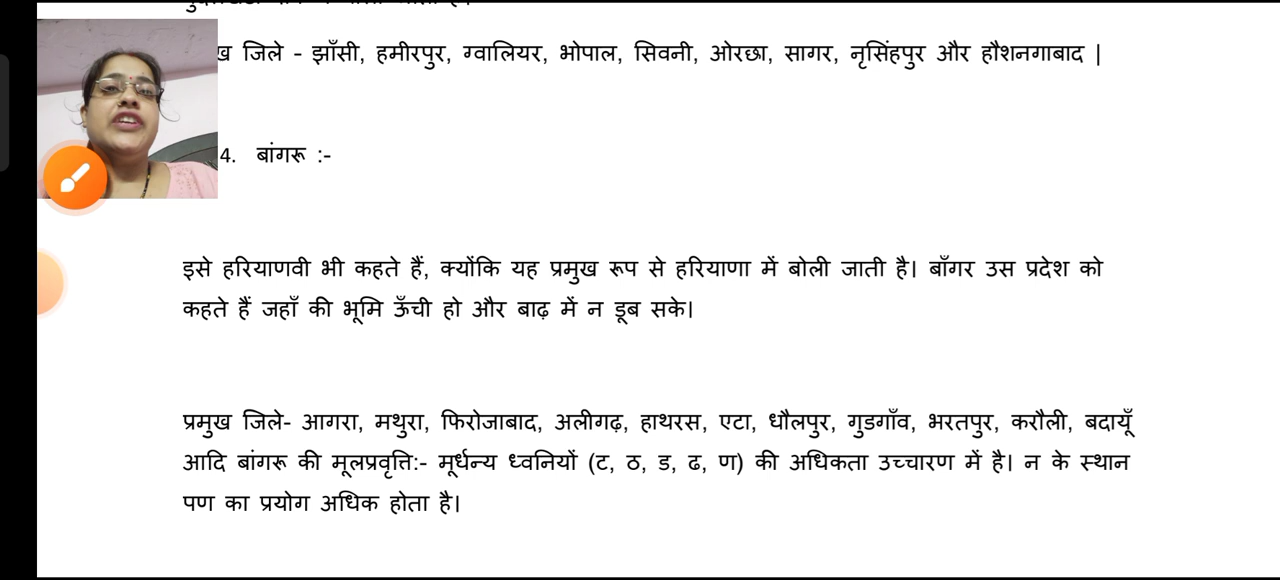 जिले - झाँसी, हमीरपुर, ग्वालियर, भोपाल, सिवनी, ओरछा, सागर, नृसिंहपुर और हौशनगाबाद |
4. बांगरू :-
इसे हरियाणवी भी कहते हैं, क्योंकि यह प्रमुख रूप से हरियाणा में बोली जाती है। बाँगर उस प्रदेश को
कहते हैं जहाँ की भूमि ऊँची हो और बाढ़ में न डूब सके।
प्रमुख जिले- आगरा, मथुरा, फिरोजाबाद, अलीगढ़, हाथरस, एटा, धौलपुर, गुडगाँव, भरतपुर, करौली, बदायूँ
आदि बांगरू की मूलप्रवृत्ति:- मूर्धन्य ध्वनियों (ट, ठ, ड, ढ, ण) की अधिकता उच्चारण में है। न के स्थान
पण का प्रयोग अधिक होता है।